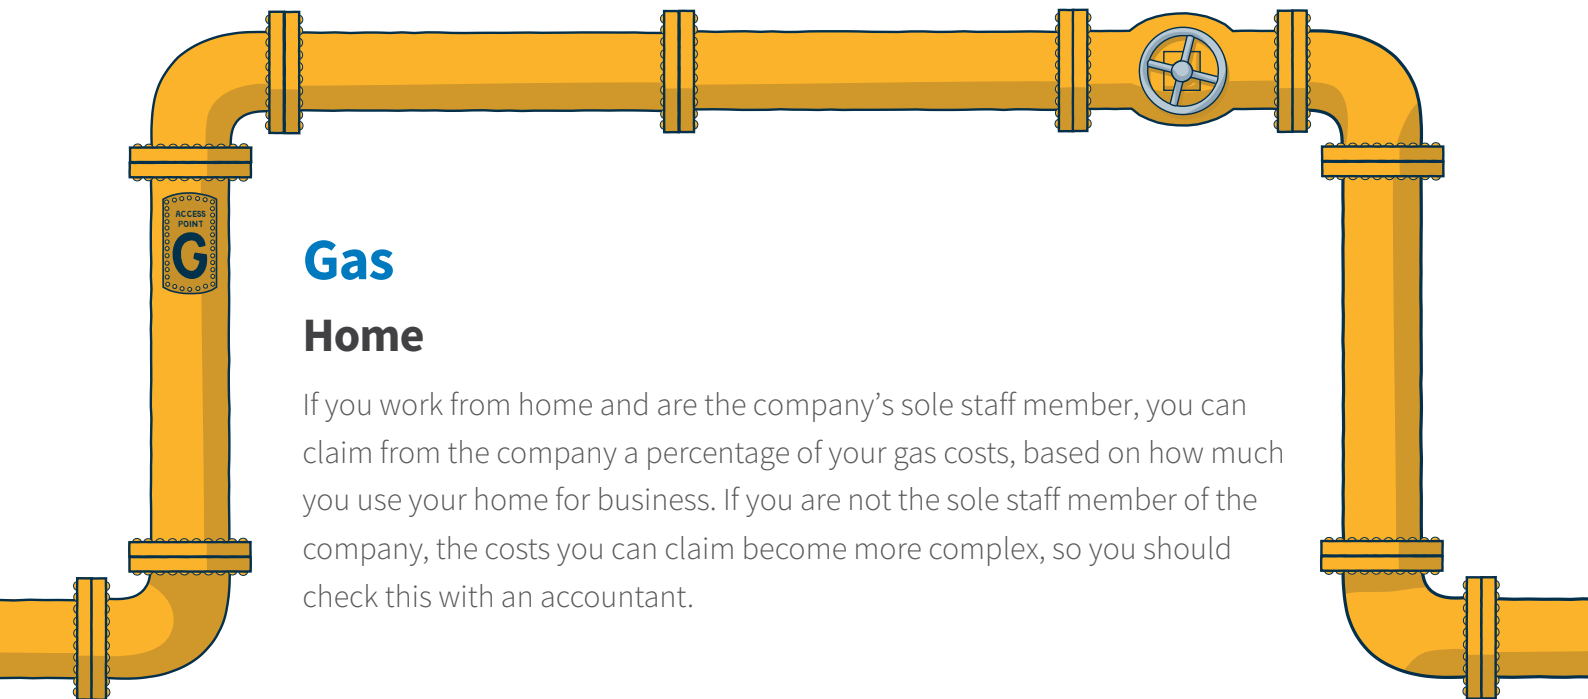 ACCESS
POINT
G
Gas
Home
If you work from home and are the company’s sole staff member, you can
claim from the company a percentage of your gas costs, based on how much
you use your home for business. If you are not the sole staff member of the
company, the costs you can claim become more complex, so you should
check this with an accountant.